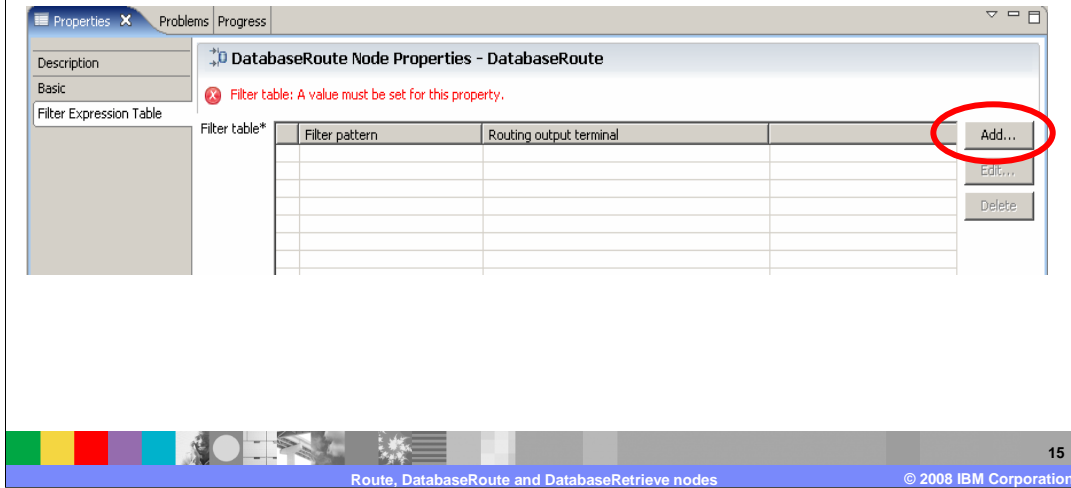 Properties Problems Progress
Description
Basic
Filter Expression Table
DatabaseRoute Node Properties - DatabaseRoute
Filter table: A value must be set for this property.
Filter table*
Filter pattern Routing output terminal
Add...
Edit...
Delete
15
Route, DatabaseRoute and DatabaseRetrieve nodes © 2008 IBM Corporation